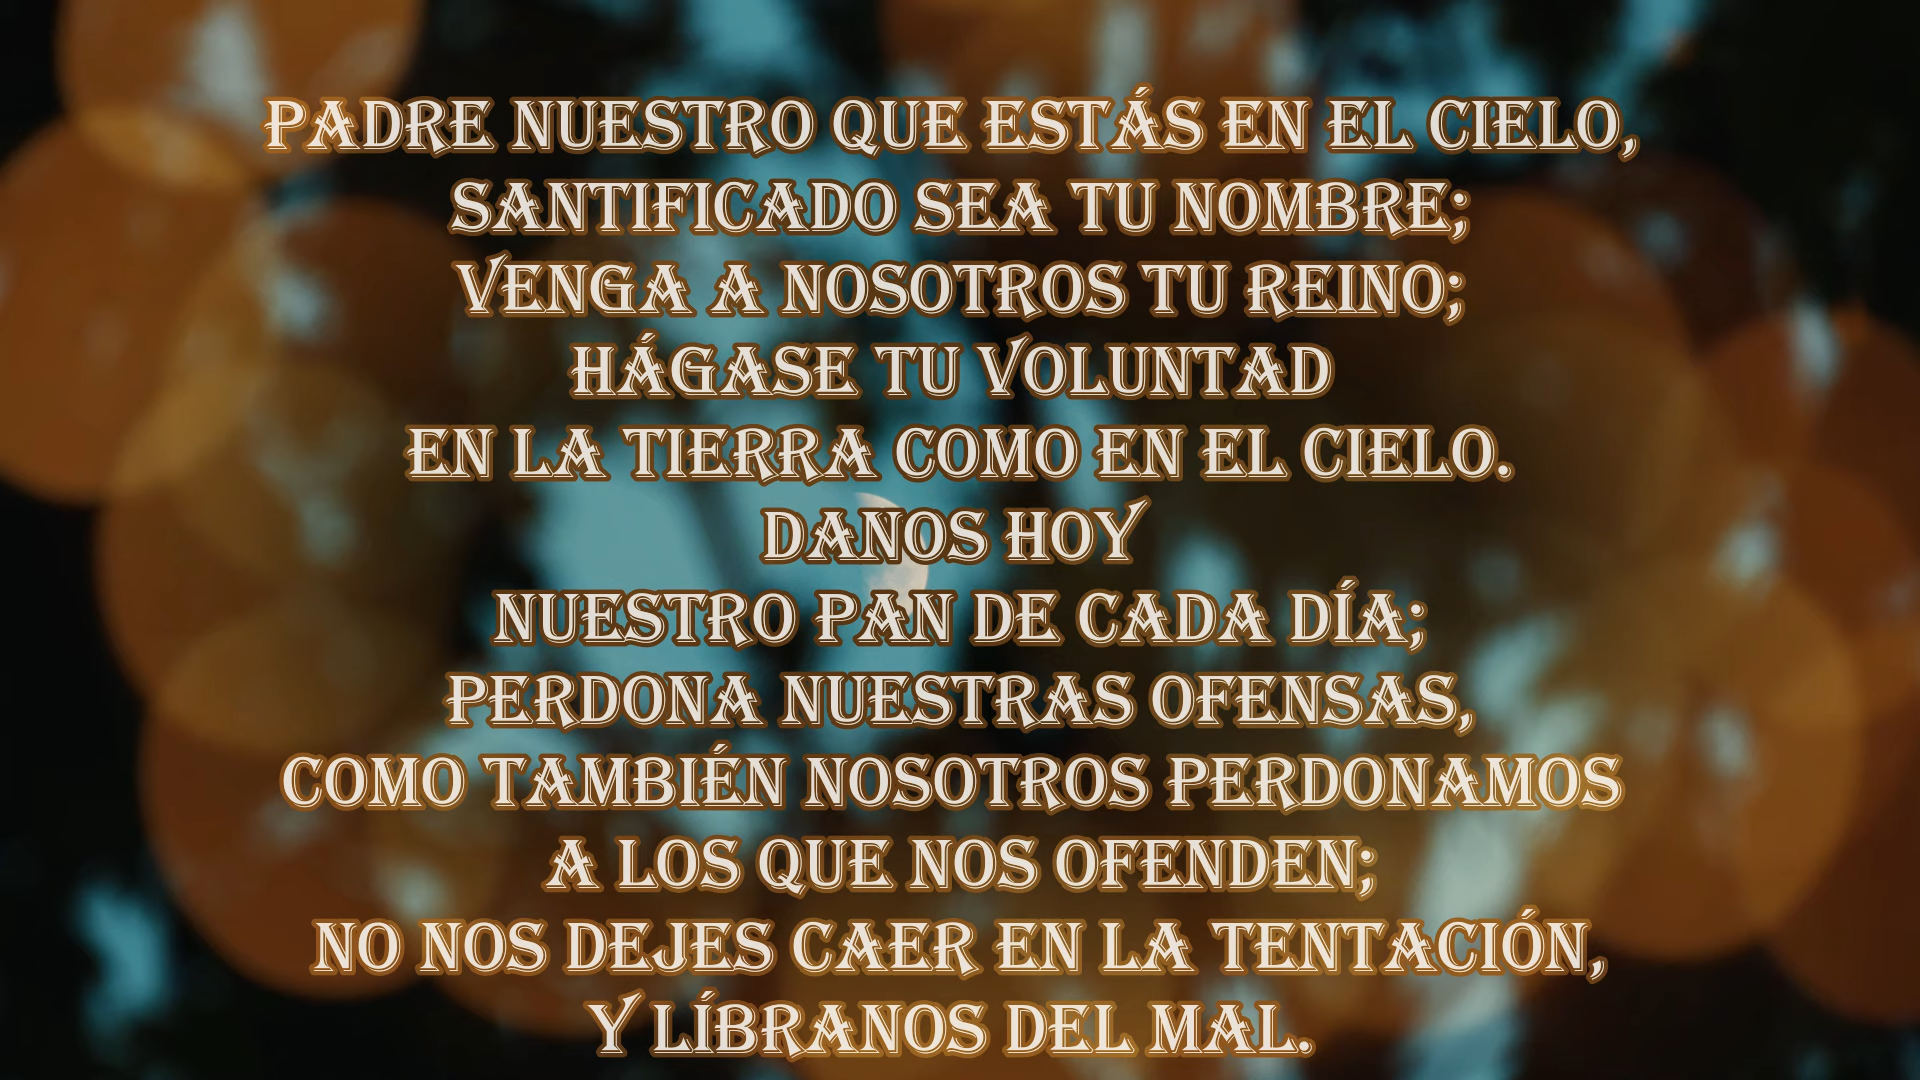 PADRE NUESTRO QUE ESTÁS EN EL CIELO,
SANTIFICADO SEA TU NOMBRE;
VENGA A NOSOTROS TU REINO;
HÁGASE TU VOLUNTAD
EN LA TIERRA COMO EN EL CIELO.
DANOS HOY
NUESTRO PAN DE CADA DÍA;
PERDONA NUESTRAS OFENSAS,
COMO TAMBIÉN NOSOTROS PERDONAMOS
A LOS QUE NOS OFENDEN;
NO NOS DEJES CAER EN LA TENTACIÓN,
Y LÍBRANOS DEL MAL.